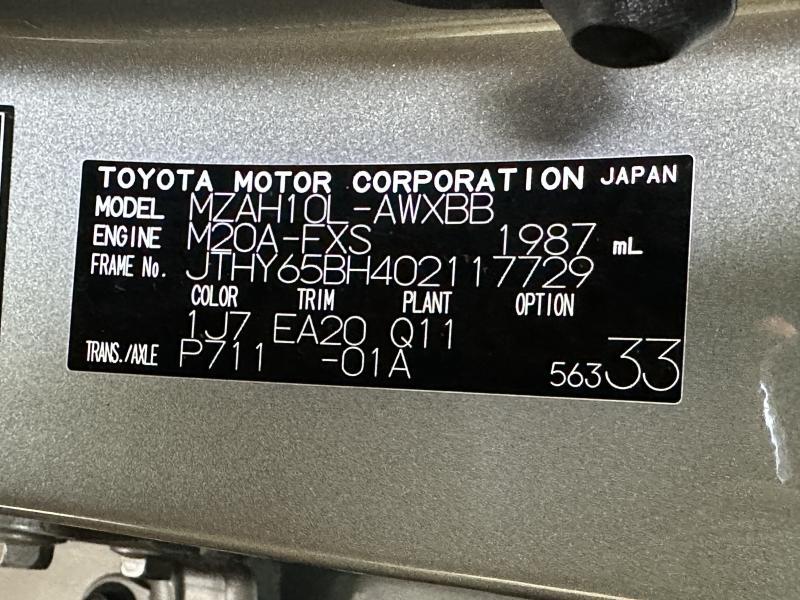 TOYOTA MOTOR CORPORATION JAPAN
MODEL MZAH10L-AWXBB
ENGINE M20A-FXS 1987 mL
FRAME No. JTHY65BH402117729
COLOR TRIM PLANT OPTION
1J7 EA20 Q11
TRANS./AXLE P711 -01A
56333